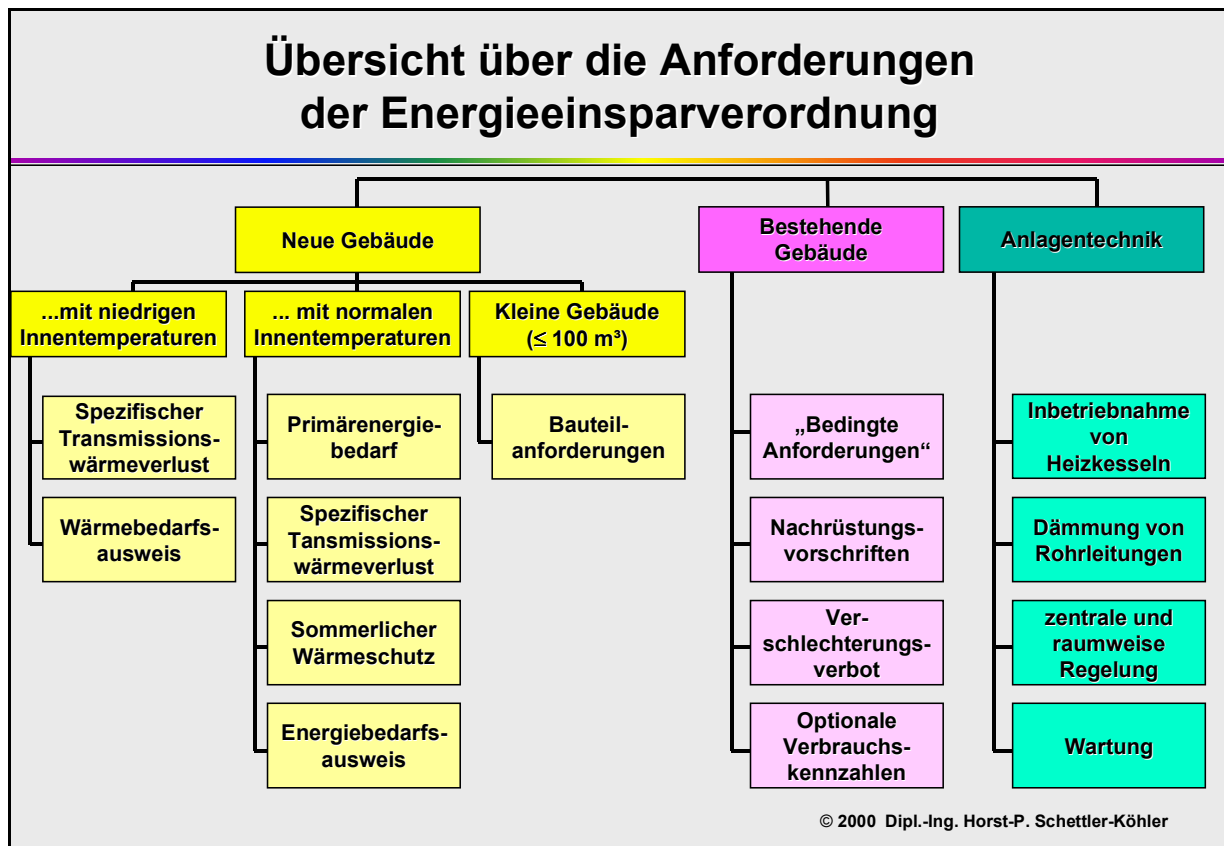 Übersicht über die Anforderungen
der Energieeinsparverordnung
Neue Gebäude
Bestehende
Gebäude
Anlagentechnik
...mit niedrigen
Innentemperaturen
... mit normalen
Innentemperaturen
Kleine Gebäude
(≤ 100 m³)
Spezifischer
Transmissions-
wärmeverlust
Wärmebedarfs-
ausweis
Primärenergie-
bedarf
Spezifischer
Tansmissions-
wärmeverlust
Sommerlicher
Wärmeschutz
Energiebedarfs-
ausweis
Bauteil-
anforderungen
„Bedingte
Anforderungen“
Nachrüstungs-
vorschriften
Ver-
schlechterungs-
verbot
Optionale
Verbrauchs-
kennzahlen
Inbetriebnahme
von
Heizkesseln
Dämmung von
Rohrleitungen
zentrale und
raumweise
Regelung
Wartung
© 2000 Dipl.-Ing. Horst-P. Schettler-Köhler